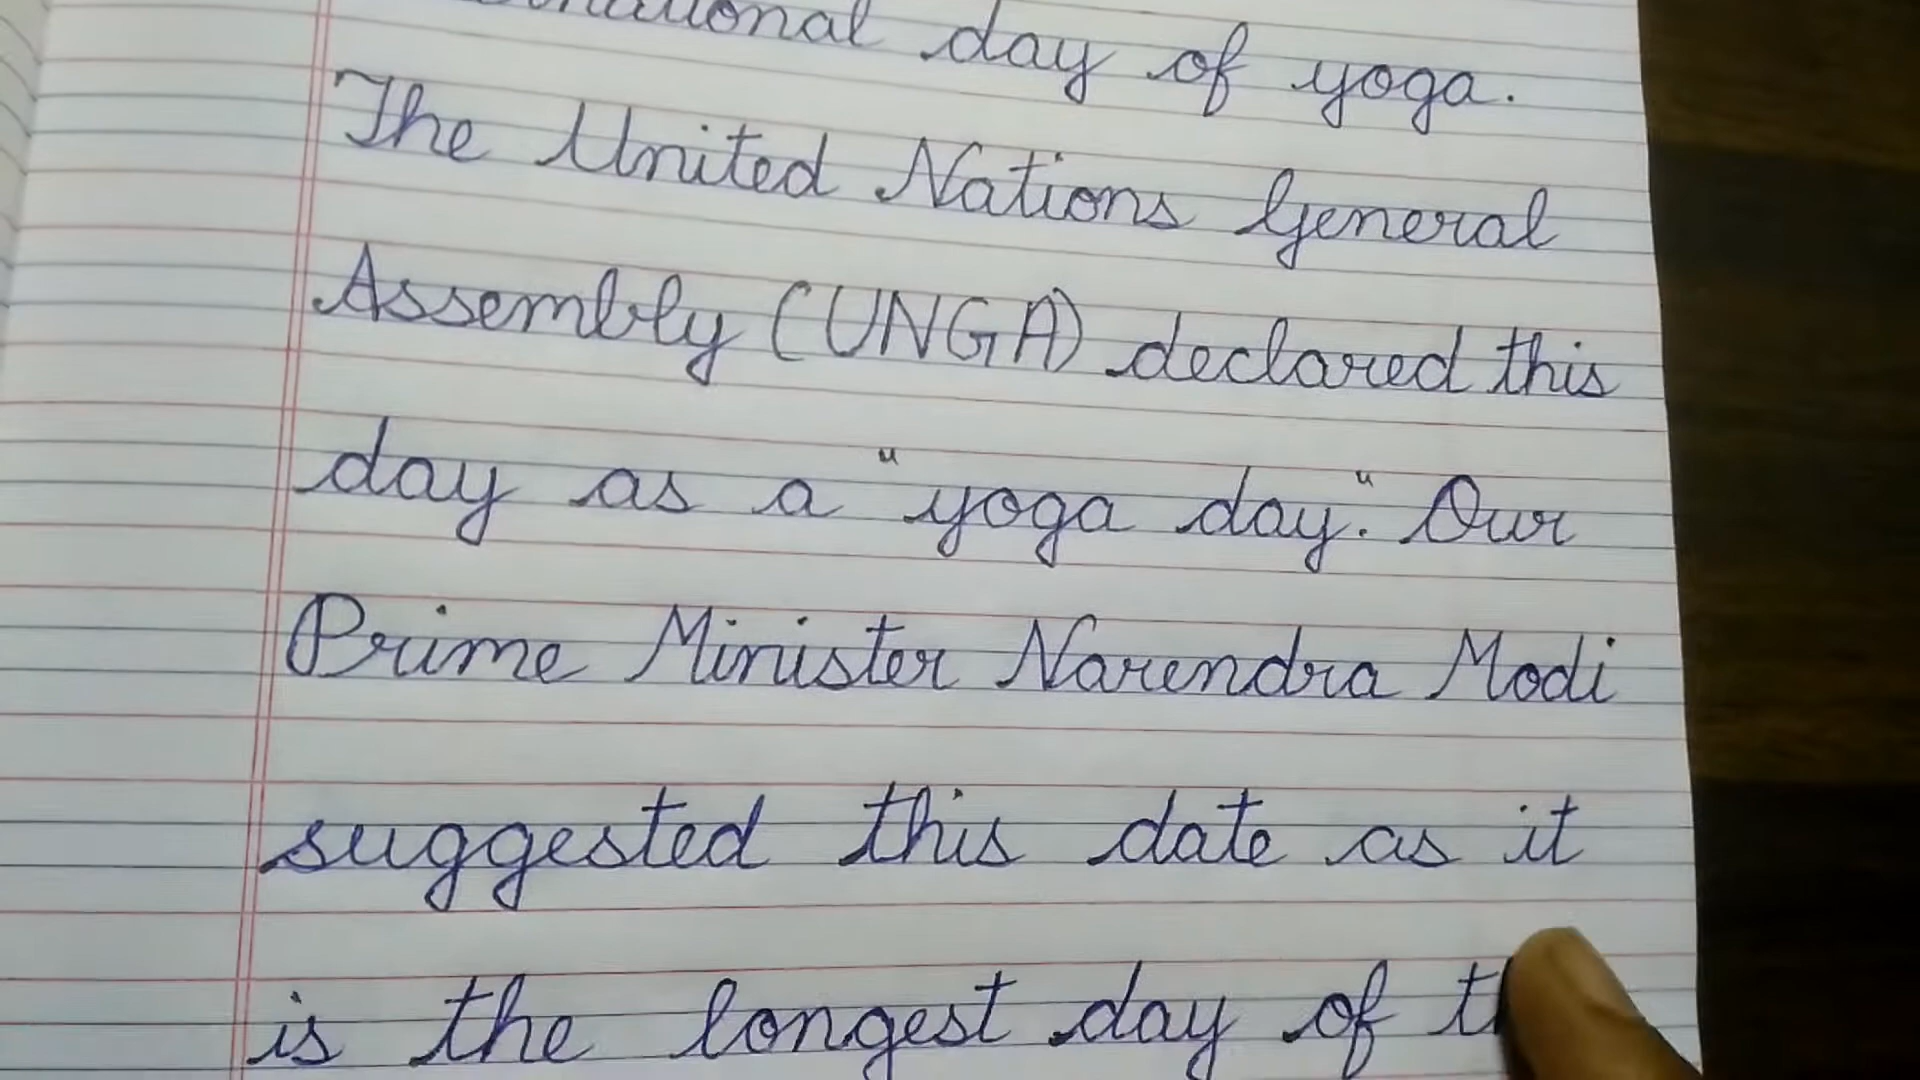 day of yoga.
The United Nations General
Assembly (UNGA) declared this
day as a "yoga day." Our
Prime Minister Narendra Modi
suggested this date as it
is the longest day of